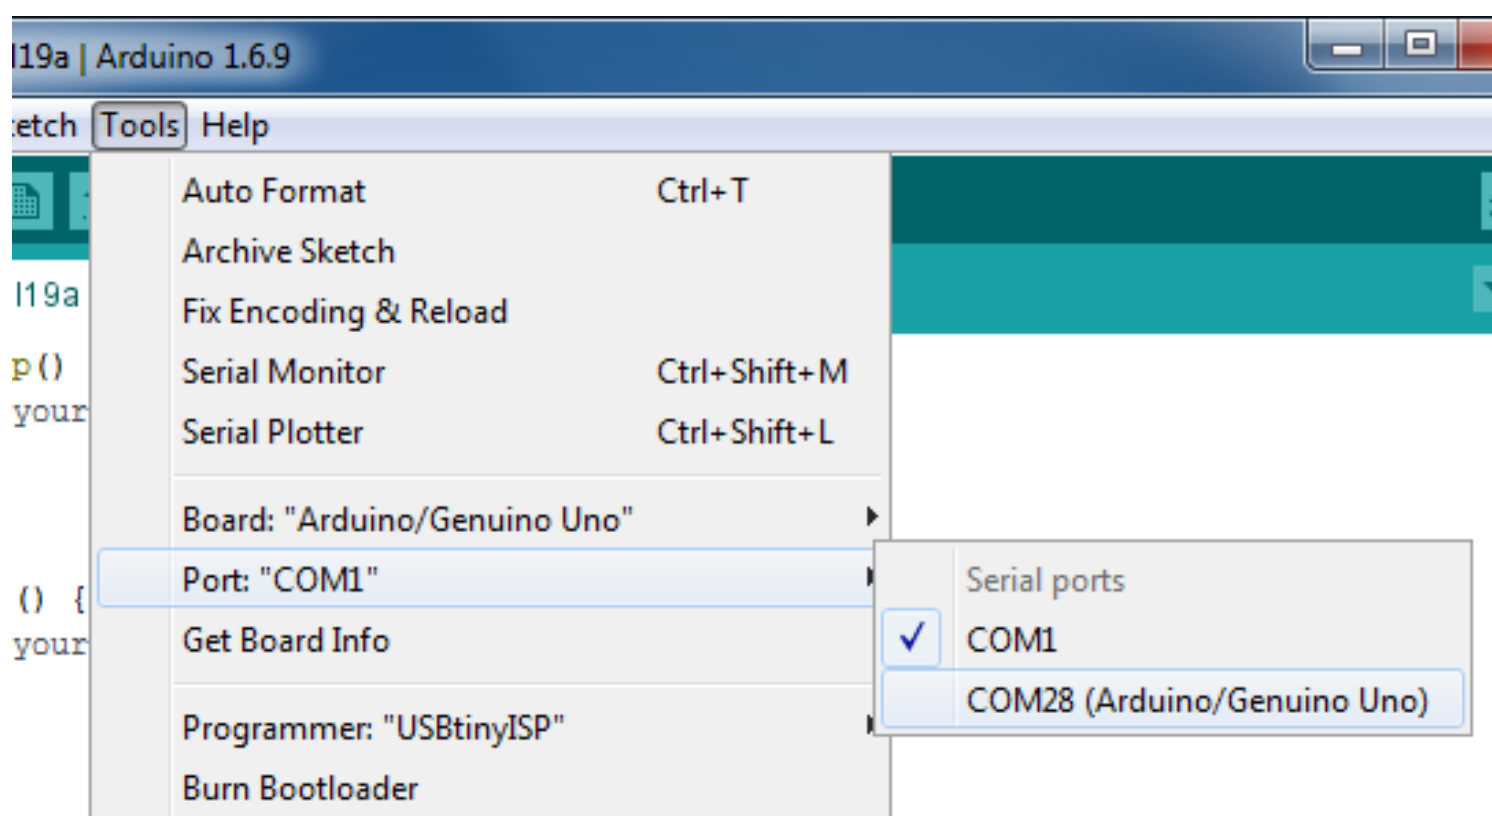 l19a | Arduino 1.6.9
etch Tools Help
Auto Format Ctrl+T
Archive Sketch
l19a
Fix Encoding & Reload
p()
Serial Monitor Ctrl+Shift+M
your
Serial Plotter Ctrl+Shift+L
Board: "Arduino/Genuino Uno"
Port: "COM1"
Serial ports
() {
Get Board Info
COM1
your
COM28 (Arduino/Genuino Uno)
Programmer: "USBtinyISP"
Burn Bootloader